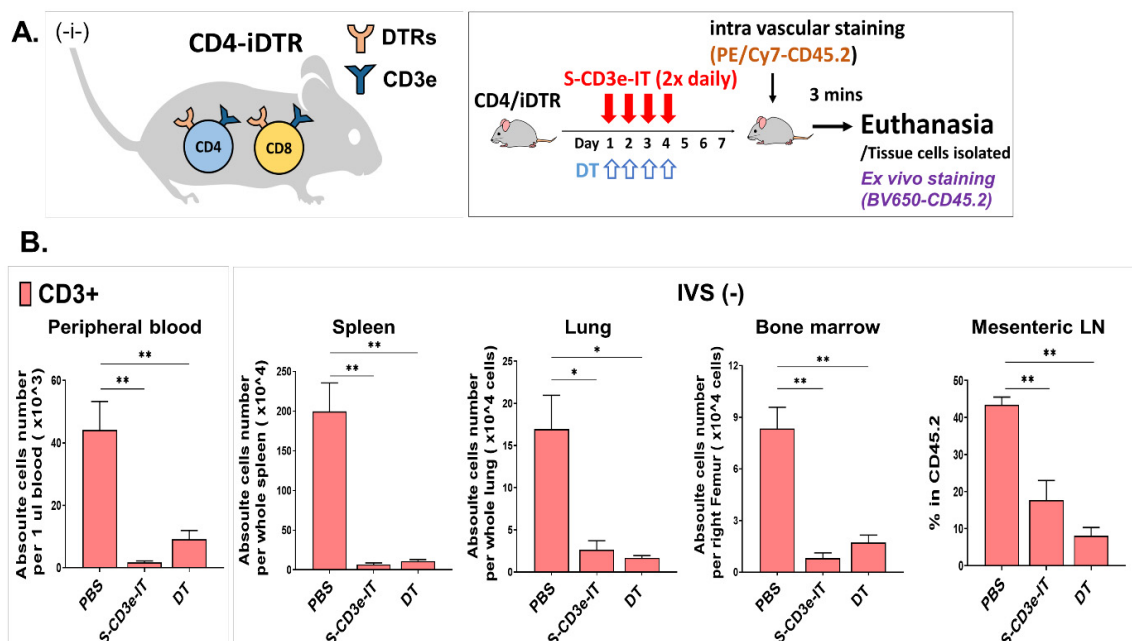 A.
(-i-)
CD4-iDTR
DTRs
CD3e
CD4
CD8
intra vascular staining
(PE/Cy7-CD45.2)
S-CD3e-IT (2x daily)
CD4/iDTR
3 mins
Day 1 2 3 4 5 6 7
DT
Euthanasia
/Tissue cells isolated
Ex vivo staining
(BV650-CD45.2)
B.
CD3+
IVS (-)
Peripheral blood
Absoulte cells number
per 1 ul blood ( x10^3)
60
40
20
0
**
**
PBS
S-CD3e-IT
DT
Spleen
Absoulte cells number
per whole spleen ( x10^4)
250
200
150
100
50
0
**
**
PBS
S-CD3e-IT
DT
Lung
Absoulte cells number
per whole lung ( x10^4 cells)
25
20
15
10
5
0
*
*
PBS
S-CD3e-IT
DT
Bone marrow
Absoulte cells number
per right Femur ( x10^4 cells)
12
9
6
3
0
**
**
PBS
S-CD3e-IT
DT
Mesenteric LN
% in CD45.2
50
40
30
20
10
0
**
**
PBS
S-CD3e-IT
DT